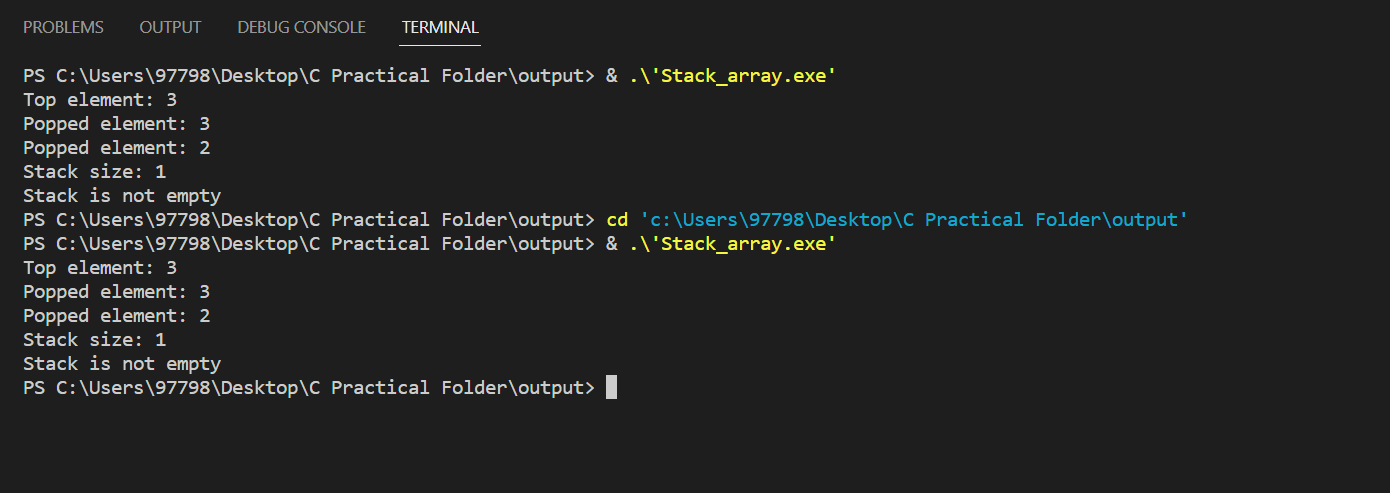 PROBLEMS OUTPUT DEBUG CONSOLE TERMINAL
PS C:\Users\97798\Desktop\C Practical Folder\output> & .\'Stack_array.exe'
Top element: 3
Popped element: 3
Popped element: 2
Stack size: 1
Stack is not empty
PS C:\Users\97798\Desktop\C Practical Folder\output> cd 'c:\Users\97798\Desktop\C Practical Folder\output'
PS C:\Users\97798\Desktop\C Practical Folder\output> & .\'Stack_array.exe'
Top element: 3
Popped element: 3
Popped element: 2
Stack size: 1
Stack is not empty
PS C:\Users\97798\Desktop\C Practical Folder\output>